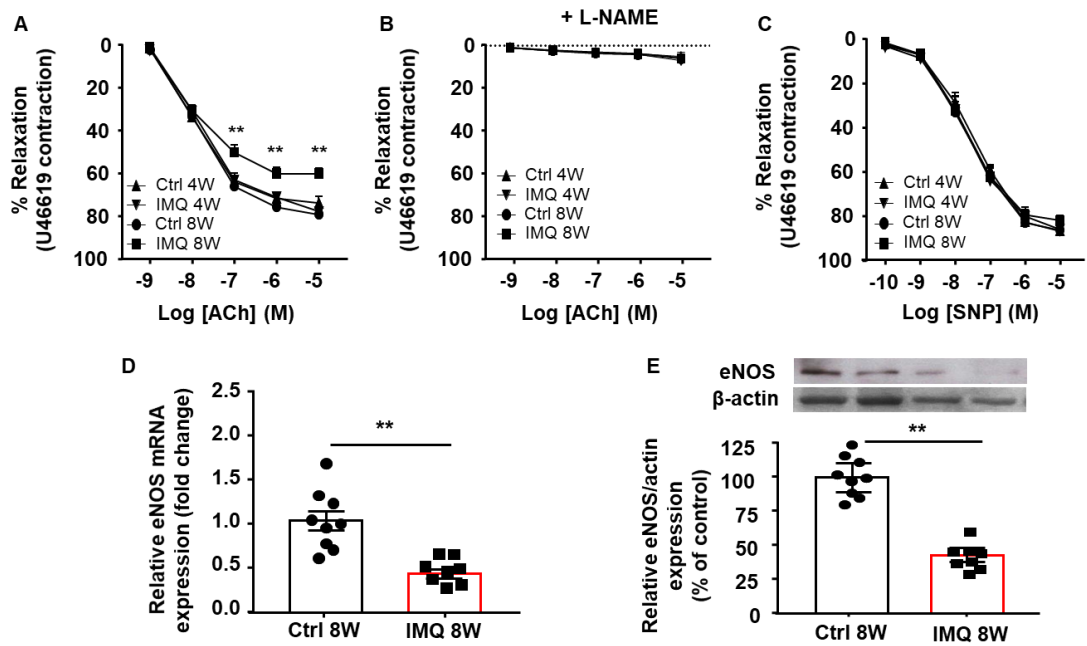 A
0
20
40
60
80
100
% Relaxation
(U46619 contraction)
**
**
**
Ctrl 4W
IMQ 4W
Ctrl 8W
IMQ 8W
-9 -8 -7 -6 -5
Log [ACh] (M)
B
+ L-NAME
0
20
40
60
80
100
% Relaxation
(U46619 contraction)
Ctrl 4W
IMQ 4W
Ctrl 8W
IMQ 8W
-9 -8 -7 -6 -5
Log [ACh] (M)
C
0
20
40
60
80
100
% Relaxation
(U46619 contraction)
Ctrl 4W
IMQ 4W
Ctrl 8W
IMQ 8W
-10 -9 -8 -7 -6 -5
Log [SNP] (M)
D
2.5
2.0
1.5
1.0
0.5
0.0
Relative eNOS mRNA
expression (fold change)
**
Ctrl 8W IMQ 8W
E
eNOS
β-actin
125
100
75
50
25
0
Relative eNOS/actin
expression
(% of control)
**
Ctrl 8W IMQ 8W